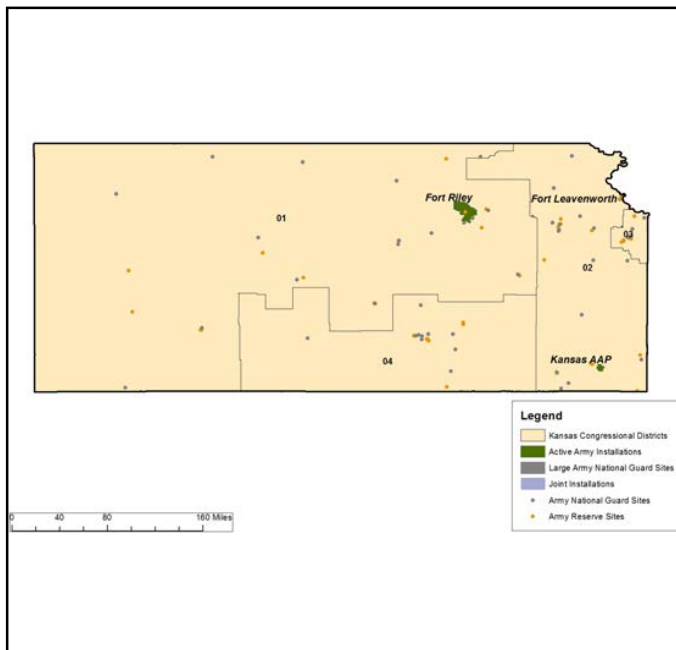 Fort Riley
Fort Leavenworth
01
03
02
04
Kansas AAP
Legend
Kansas Congressional Districts
Active Army Installations
Large Army National Guard Sites
Joint Installations
Army National Guard Sites
Army Reserve Sites
0 40 80 160 Miles